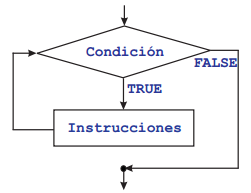 Condición
FALSE
TRUE
Instrucciones